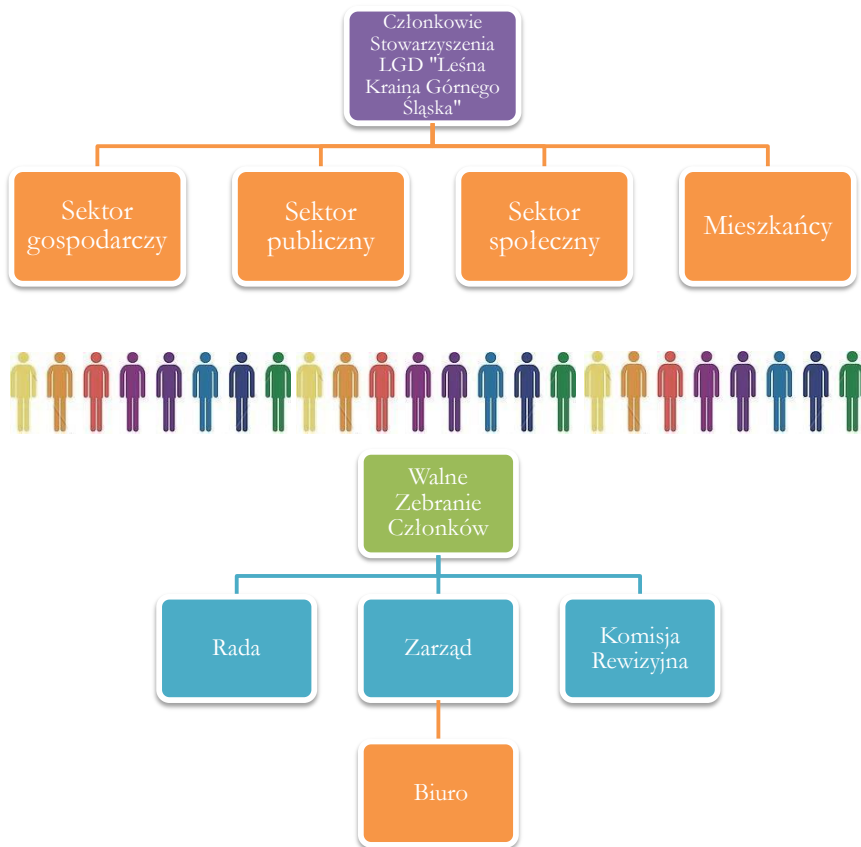 Członkowie
Stowarzyszenia
LGD "Leśna
Kraina Górnego
Śląska"
Sektor
gospodarczy
Sektor
publiczny
Sektor
społeczny
Mieszkańcy
Walne
Zebranie
Członków
Rada
Zarząd
Komisja
Rewizyjna
Biuro